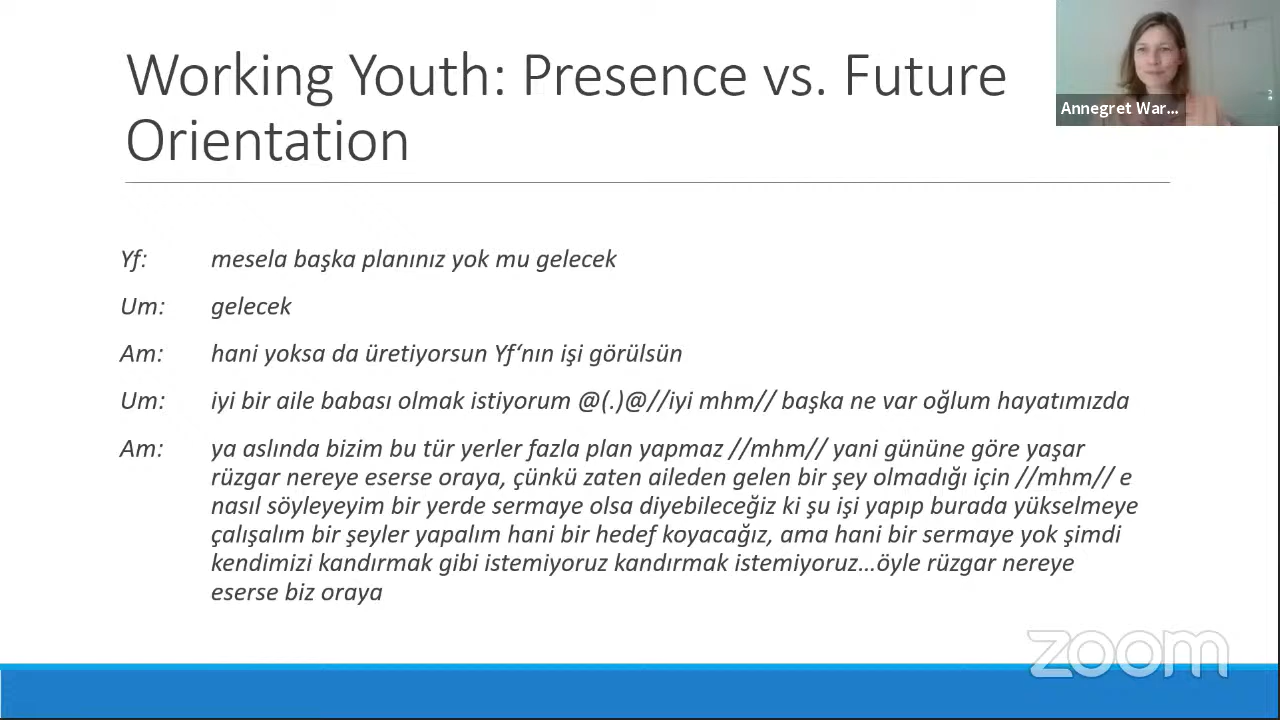 Working Youth: Presence vs. Future
Orientation
Annegret War...
Yf: mesela başka planınız yok mu gelecek
Um: gelecek
Am: hani yoksa da üretiyorsun Yf‘nın işi görülsün
Um: iyi bir aile babası olmak istiyorum @(.)@//iyi mhm// başka ne var oğlum hayatımızda
Am: ya aslında bizim bu tür yerler fazla plan yapmaz //mhm// yani gününe göre yaşar
rüzgar nereye eserse oraya, çünkü zaten aileden gelen bir şey olmadığı için //mhm// e
nasıl söyleyeyim bir yerde sermaye olsa diyebileceğiz ki şu işi yapıp burada yükselmeye
çalışalım bir şeyler yapalım hani bir hedef koyacağız, ama hani bir sermaye yok şimdi
kendimizi kandırmak gibi istemiyoruz kandırmak istemiyoruz…öyle rüzgar nereye
eserse biz oraya
zoom